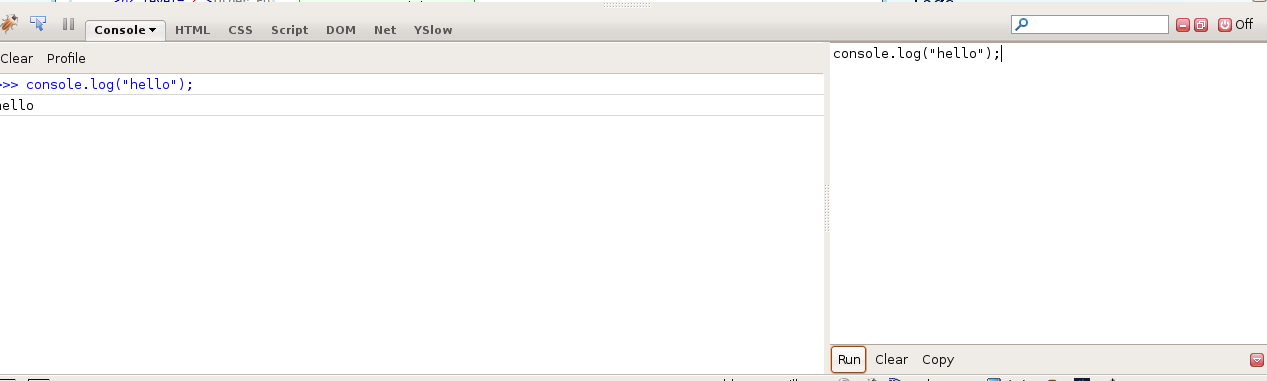 Console HTML CSS Script DOM Net YSlow Off
Clear Profile
>>> console.log("hello");
hello
console.log("hello");
Run Clear Copy